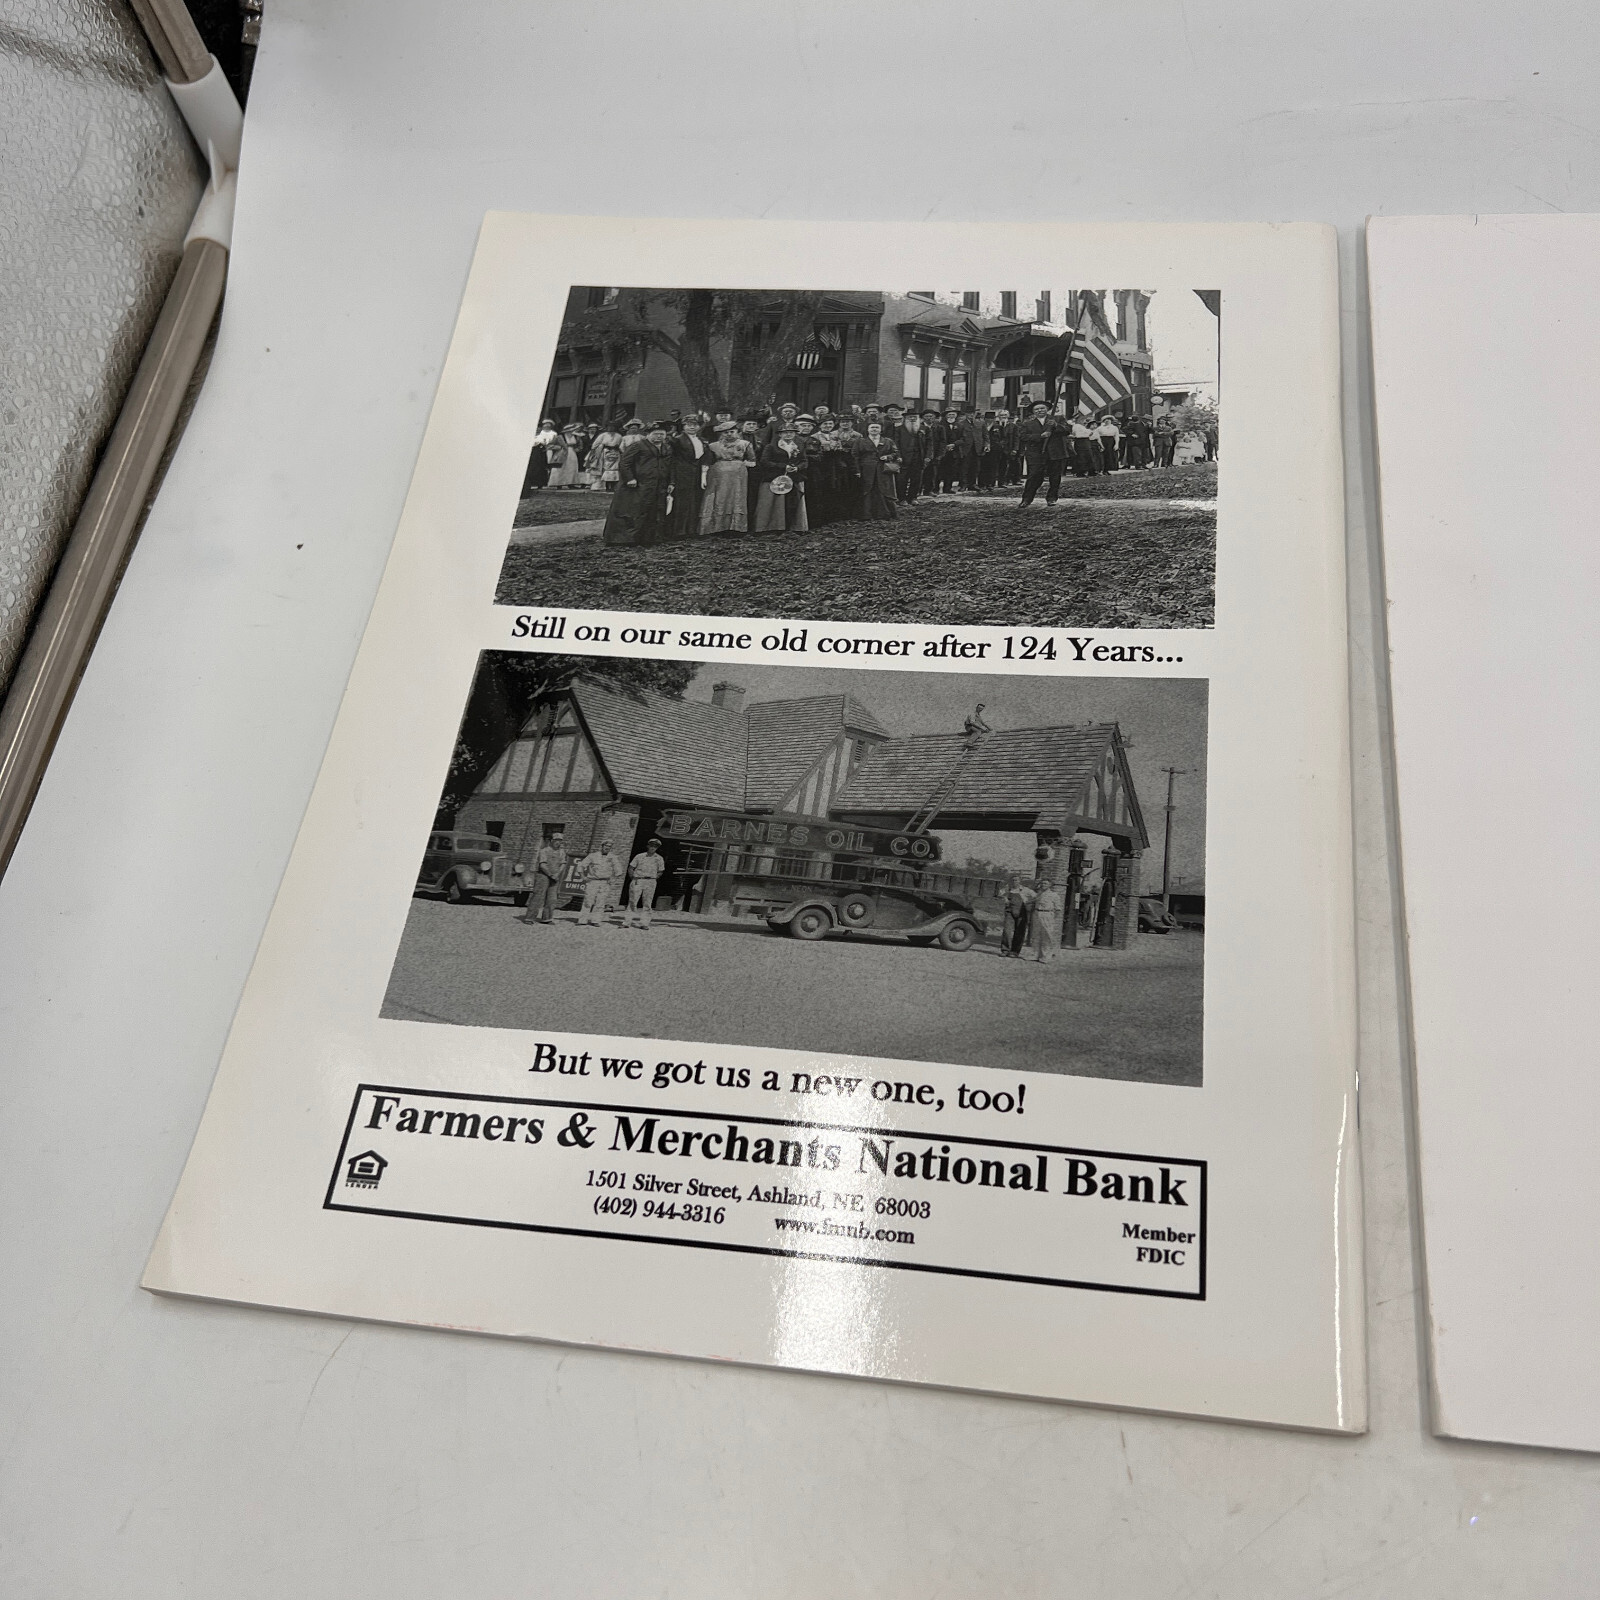 Still on our same old corner after 124 Years...
BARNES OIL CO.
But we got us a new one, too!
Farmers & Merchants National Bank
1501 Silver Street, Ashland, NE 68003
(402) 944-3316 www.fmnb.com
Member
FDIC
LENDER